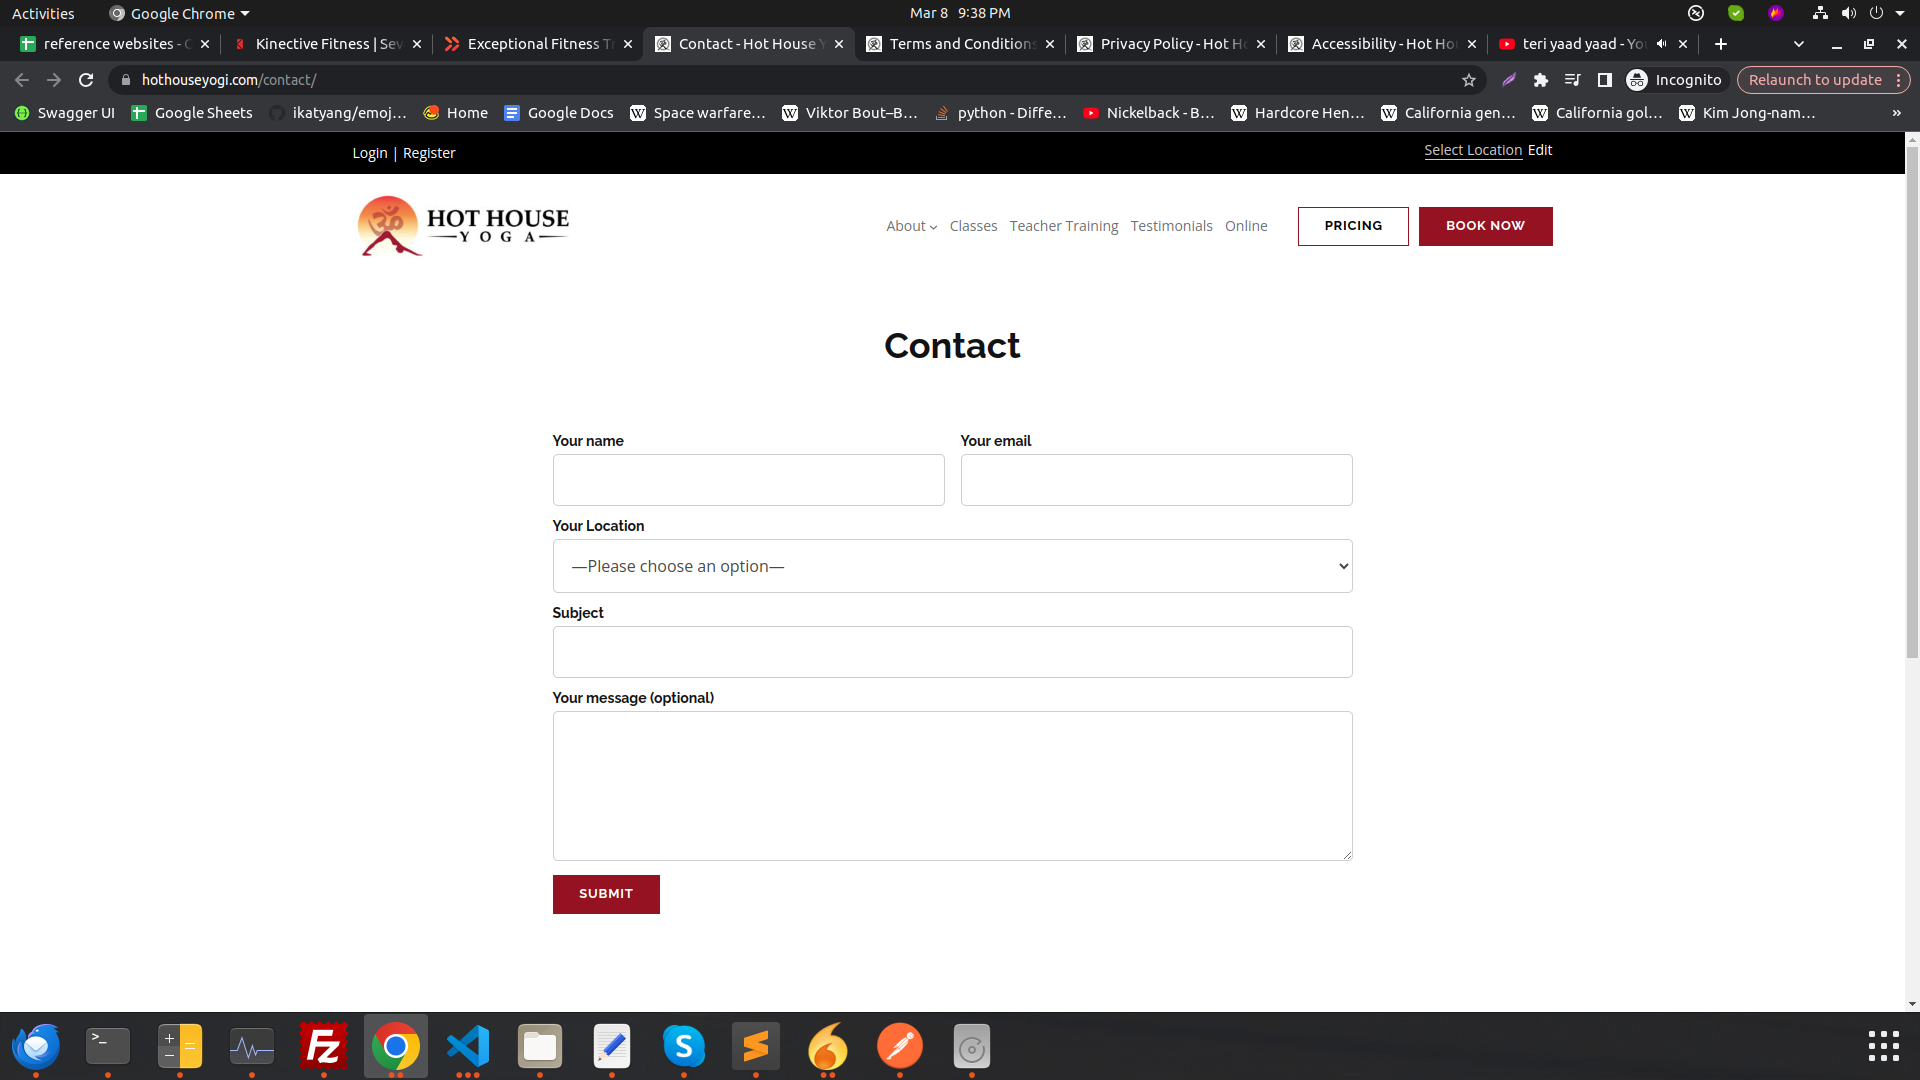 Activities
Google Chrome
Mar 8 9:38 PM
reference websites - G
Kinective Fitness | Sev
Exceptional Fitness Tr
Contact - Hot House Y
Terms and Conditions
Privacy Policy - Hot Ho
Accessibility - Hot Hou
teri yaad yaad - You
hothouseyogi.com/contact/
Incognito
Relaunch to update
Swagger UI
Google Sheets
ikatyang/emoj...
Home
Google Docs
Space warfare...
Viktor Bout–B...
python - Diffe...
Nickelback - B...
Hardcore Hen...
California gen...
California gol...
Kim Jong-nam...
»
Login | Register
Select Location Edit
HOT HOUSE
YOGA
About
Classes
Teacher Training
Testimonials
Online
PRICING
BOOK NOW
Contact
Your name
Your email
Your Location
—Please choose an option—
Subject
Your message (optional)
SUBMIT